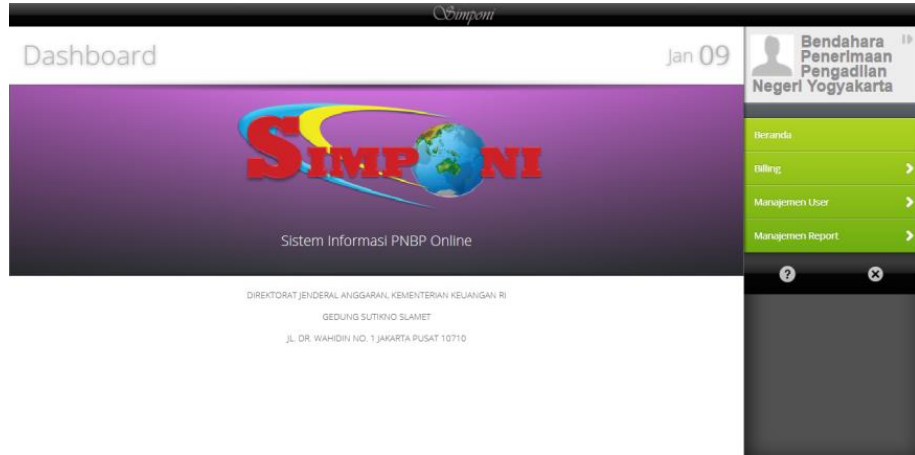 Simponi
Dashboard
Jan 09
SIMPONI
Sistem Informasi PNBP Online
DIREKTORAT JENDERAL ANGGARAN, KEMENTERIAN KEUANGAN RI
GEDUNG SUTIKNO SLAMET
JL. DR. WAHIDIN NO. 1 JAKARTA PUSAT 10710
Bendahara
Penerimaan
Pengadilan
Negeri Yogyakarta
Beranda
Billing
Manajemen User
Manajemen Report